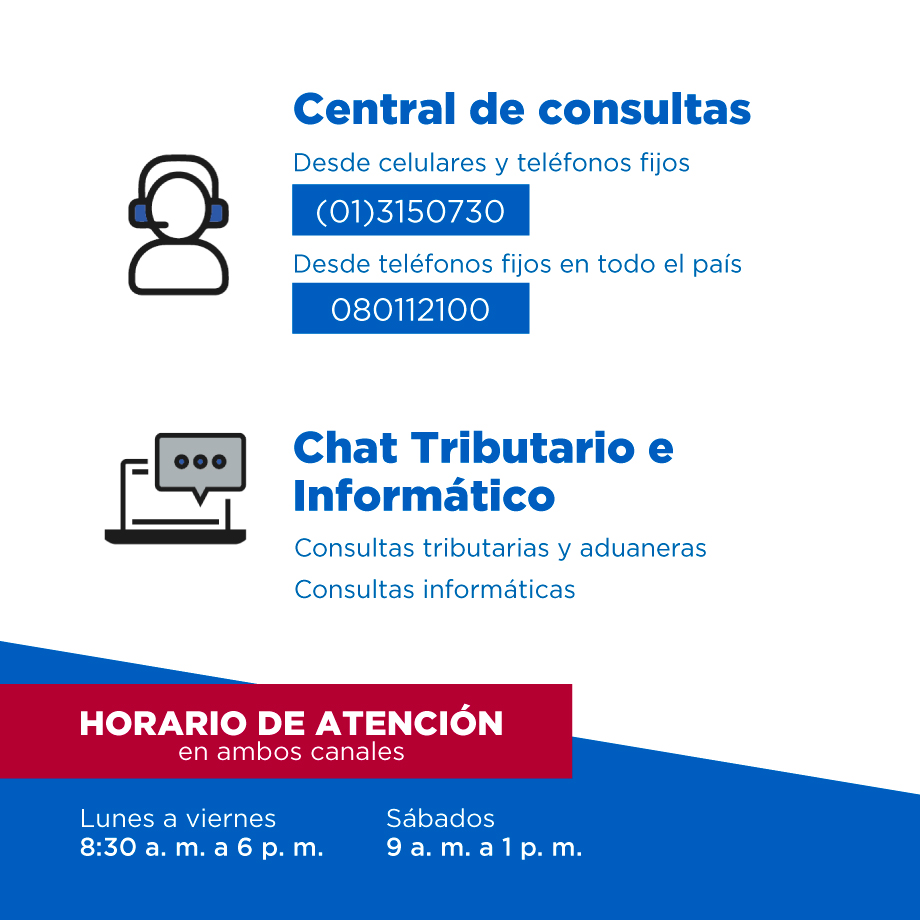 Central de consultas
Desde celulares y teléfonos fijos
(01)3150730
Desde teléfonos fijos en todo el país
080112100
Chat Tributario e
Informático
Consultas tributarias y aduaneras
Consultas informáticas
HORARIO DE ATENCIÓN
en ambos canales
Lunes a viernes
8:30 a. m. a 6 p. m.
Sábados
9 a. m. a 1 p. m.